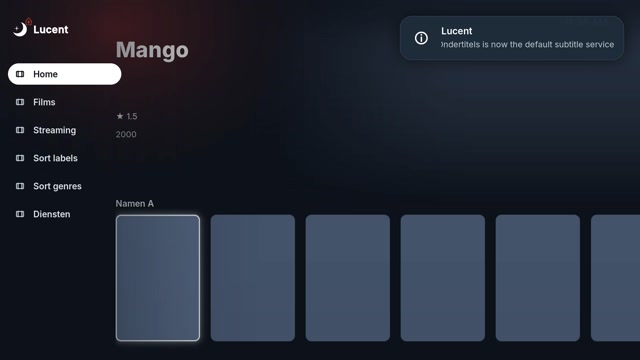 Lucent
Home
Films
Streaming
Sort labels
Sort genres
Diensten
Mango
★ 1.5
2000
Namen A
Lucent
ndertitels is now the default subtitle service